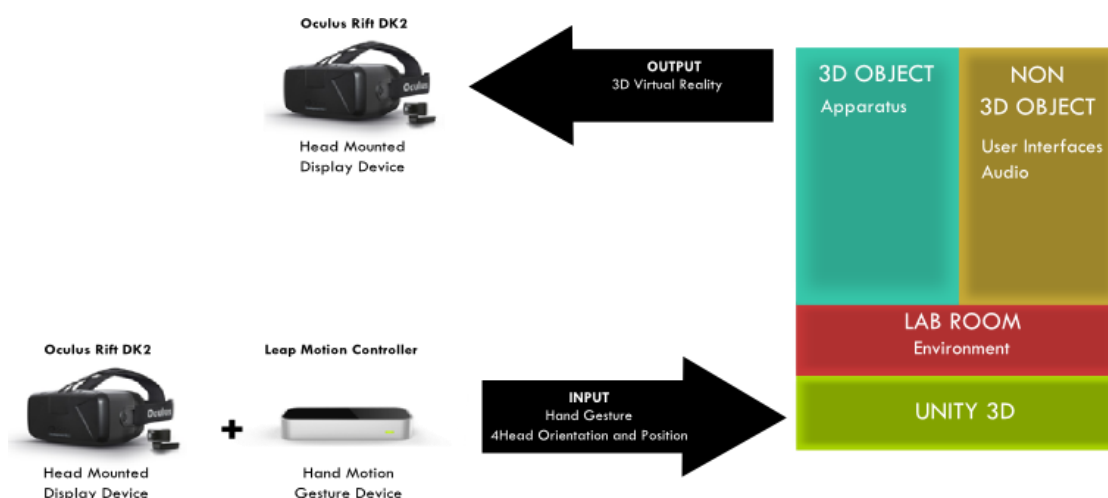 Oculus Rift DK2
Oculus
Head Mounted
Display Device
OUTPUT
3D Virtual Reality
3D OBJECT
Apparatus
NON
3D OBJECT
User Interfaces
Audio
LAB ROOM
Environment
UNITY 3D
Oculus Rift DK2
Oculus
Head Mounted
Display Device
+
Leap Motion Controller
Hand Motion
Gesture Device
INPUT
Hand Gesture
4Head Orientation and Position